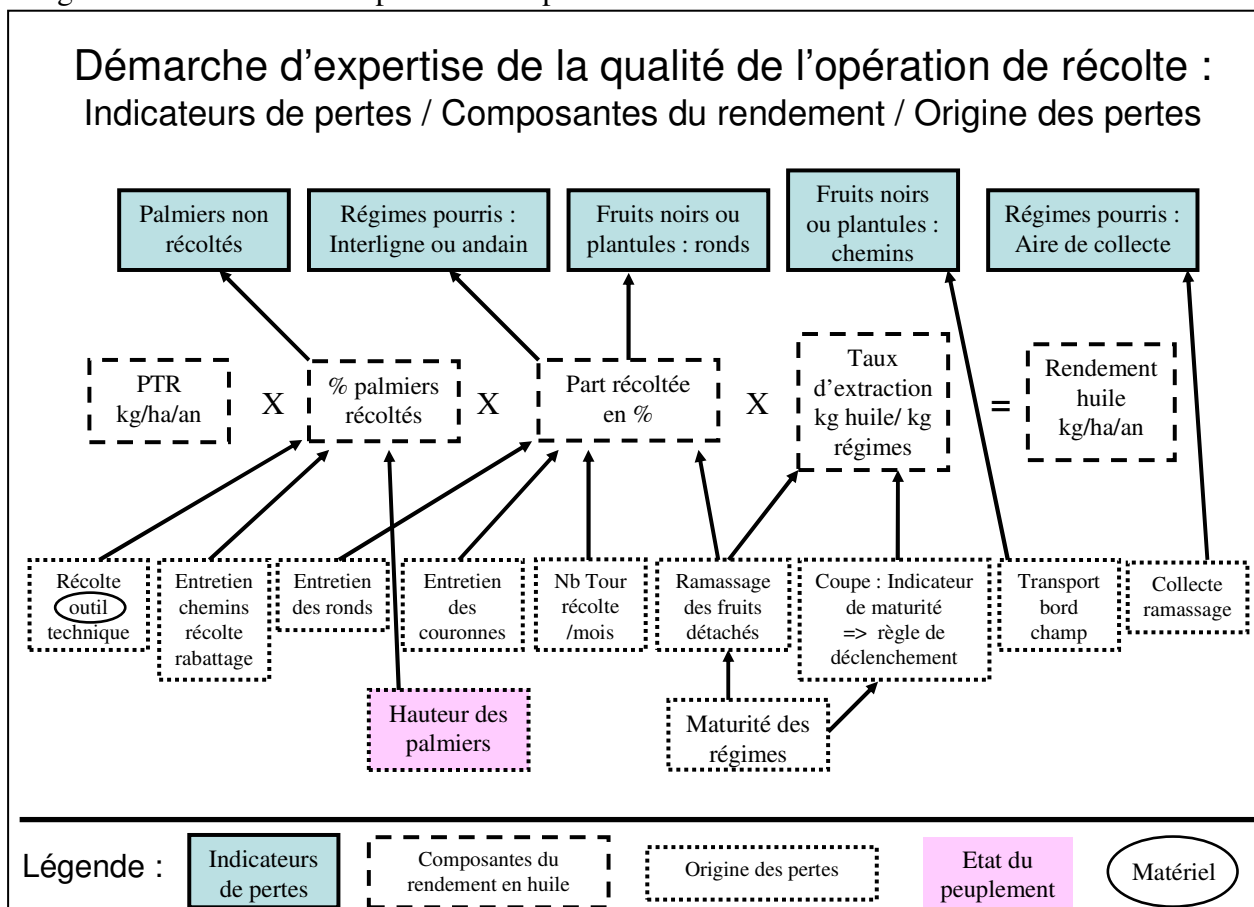 Démarche d'expertise de la qualité de l'opération de récolte :
Indicateurs de pertes / Composantes du rendement / Origine des pertes
Palmiers non
récoltés
Régimes pourris :
Interligne ou andain
Fruits noirs ou
plantules : ronds
Fruits noirs
ou plantules :
chemins
Régimes pourris :
Aire de collecte
PTR
kg/ha/an
X
% palmiers
récoltés
X
Part récoltée
en %
X
Taux
d'extraction
kg huile/ kg
régimes
=
Rendement
huile
kg/ha/an
Récolte
outil
technique
Entretien
chemins
récolte
rabattage
Entretien
des ronds
Entretien
des
couronnes
Nb Tour
récolte
/mois
Ramassage
des fruits
détachés
Coupe : Indicateur
de maturité
=> règle de
déclenchement
Transport
bord
champ
Collecte
ramassage
Hauteur des
palmiers
Maturité des
régimes
Légende :
Indicateurs
de pertes
Composantes du
rendement en huile
Origine des pertes
Etat du
peuplement
Matériel